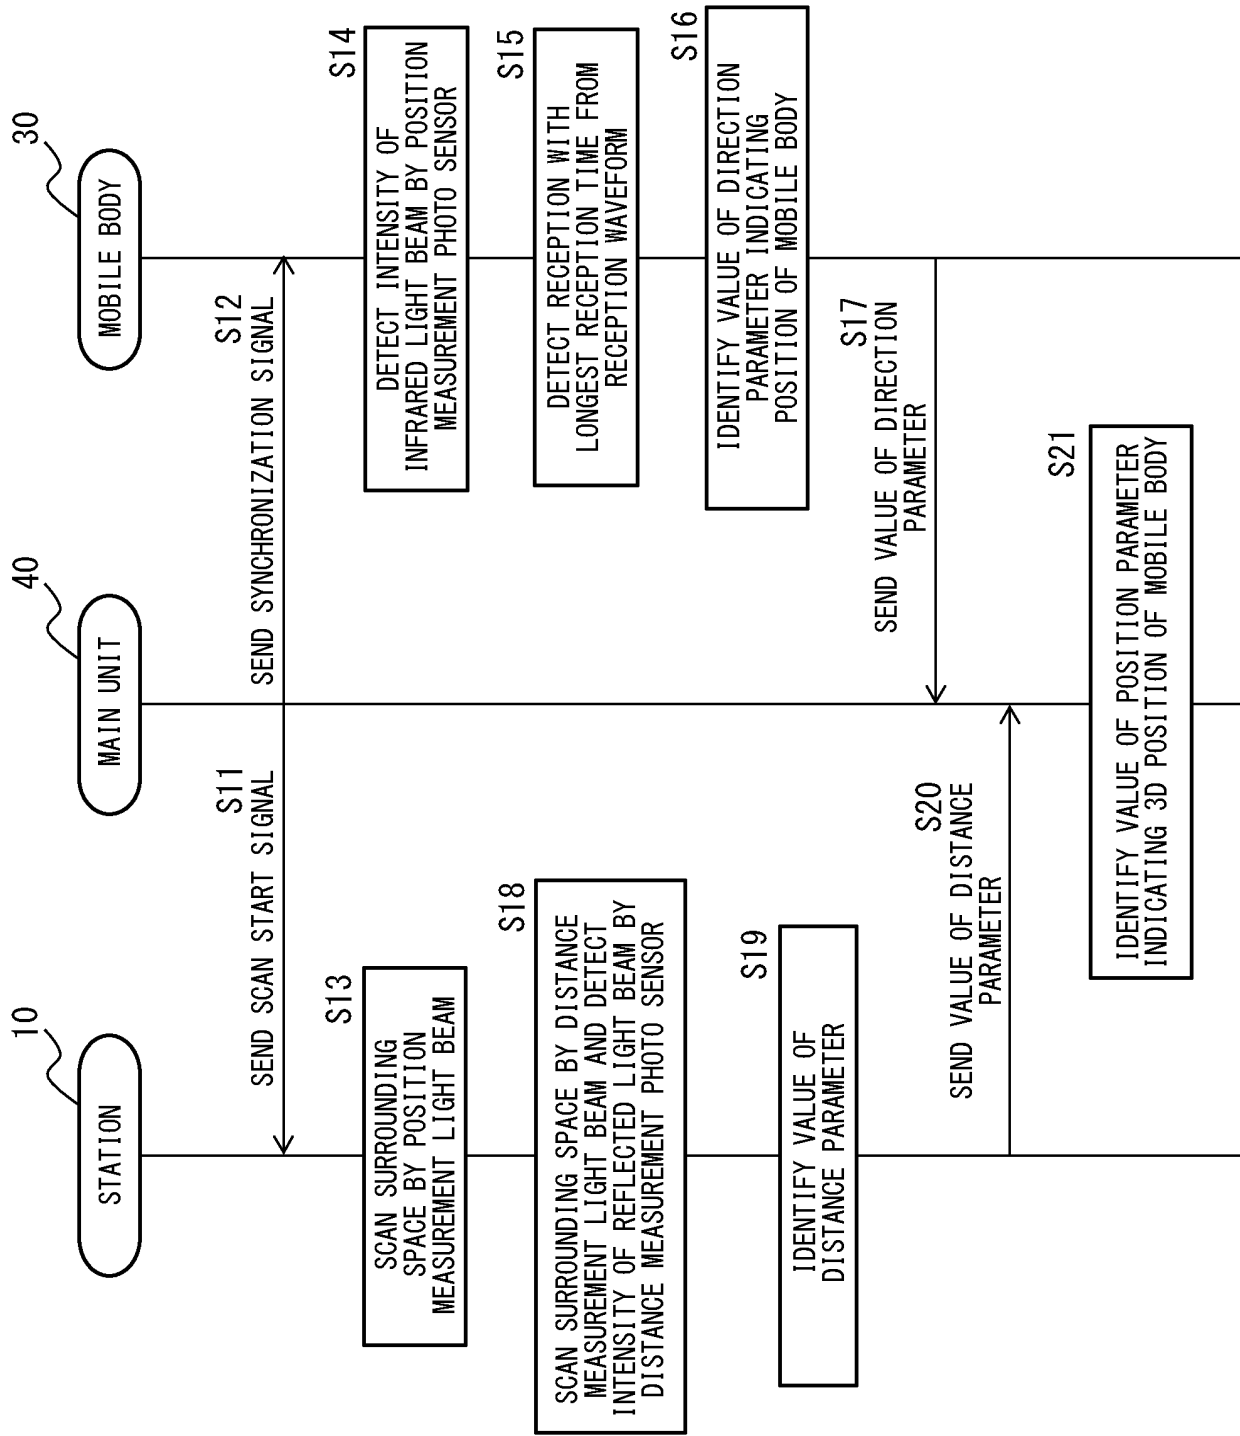 10
STATION
40
MAIN UNIT
30
MOBILE BODY
S11
SEND SCAN START SIGNAL
S12
SEND SYNCHRONIZATION SIGNAL
S13
SCAN SURROUNDING
SPACE BY POSITION
MEASUREMENT LIGHT BEAM
S14
DETECT INTENSITY OF
INFRARED LIGHT BEAM BY POSITION
MEASUREMENT PHOTO SENSOR
S15
DETECT RECEPTION WITH
LONGEST RECEPTION TIME FROM
RECEPTION WAVEFORM
S16
IDENTIFY VALUE OF DIRECTION
PARAMETER INDICATING
POSITION OF MOBILE BODY
S17
SEND VALUE OF DIRECTION
PARAMETER
S18
SCAN SURROUNDING SPACE BY DISTANCE
MEASUREMENT LIGHT BEAM AND DETECT
INTENSITY OF REFLECTED LIGHT BEAM BY
DISTANCE MEASUREMENT PHOTO SENSOR
S19
IDENTIFY VALUE OF
DISTANCE PARAMETER
S20
SEND VALUE OF DISTANCE
PARAMETER
S21
IDENTIFY VALUE OF POSITION PARAMETER
INDICATING 3D POSITION OF MOBILE BODY